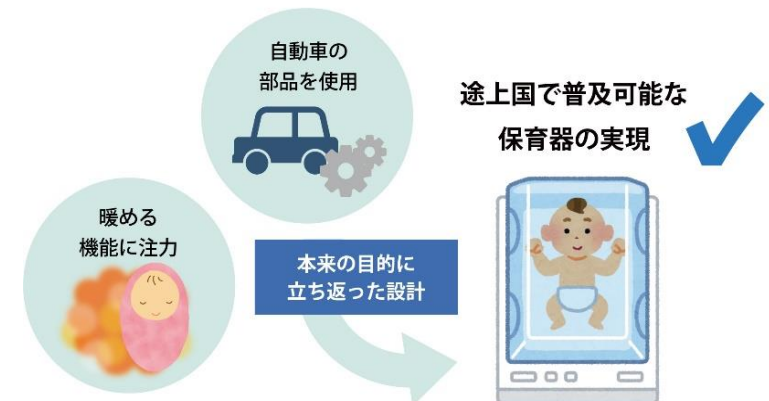 自動車の
部品を使用
途上国で普及可能な
保育器の実現
暖める
機能に注力
本来の目的に
立ち返った設計